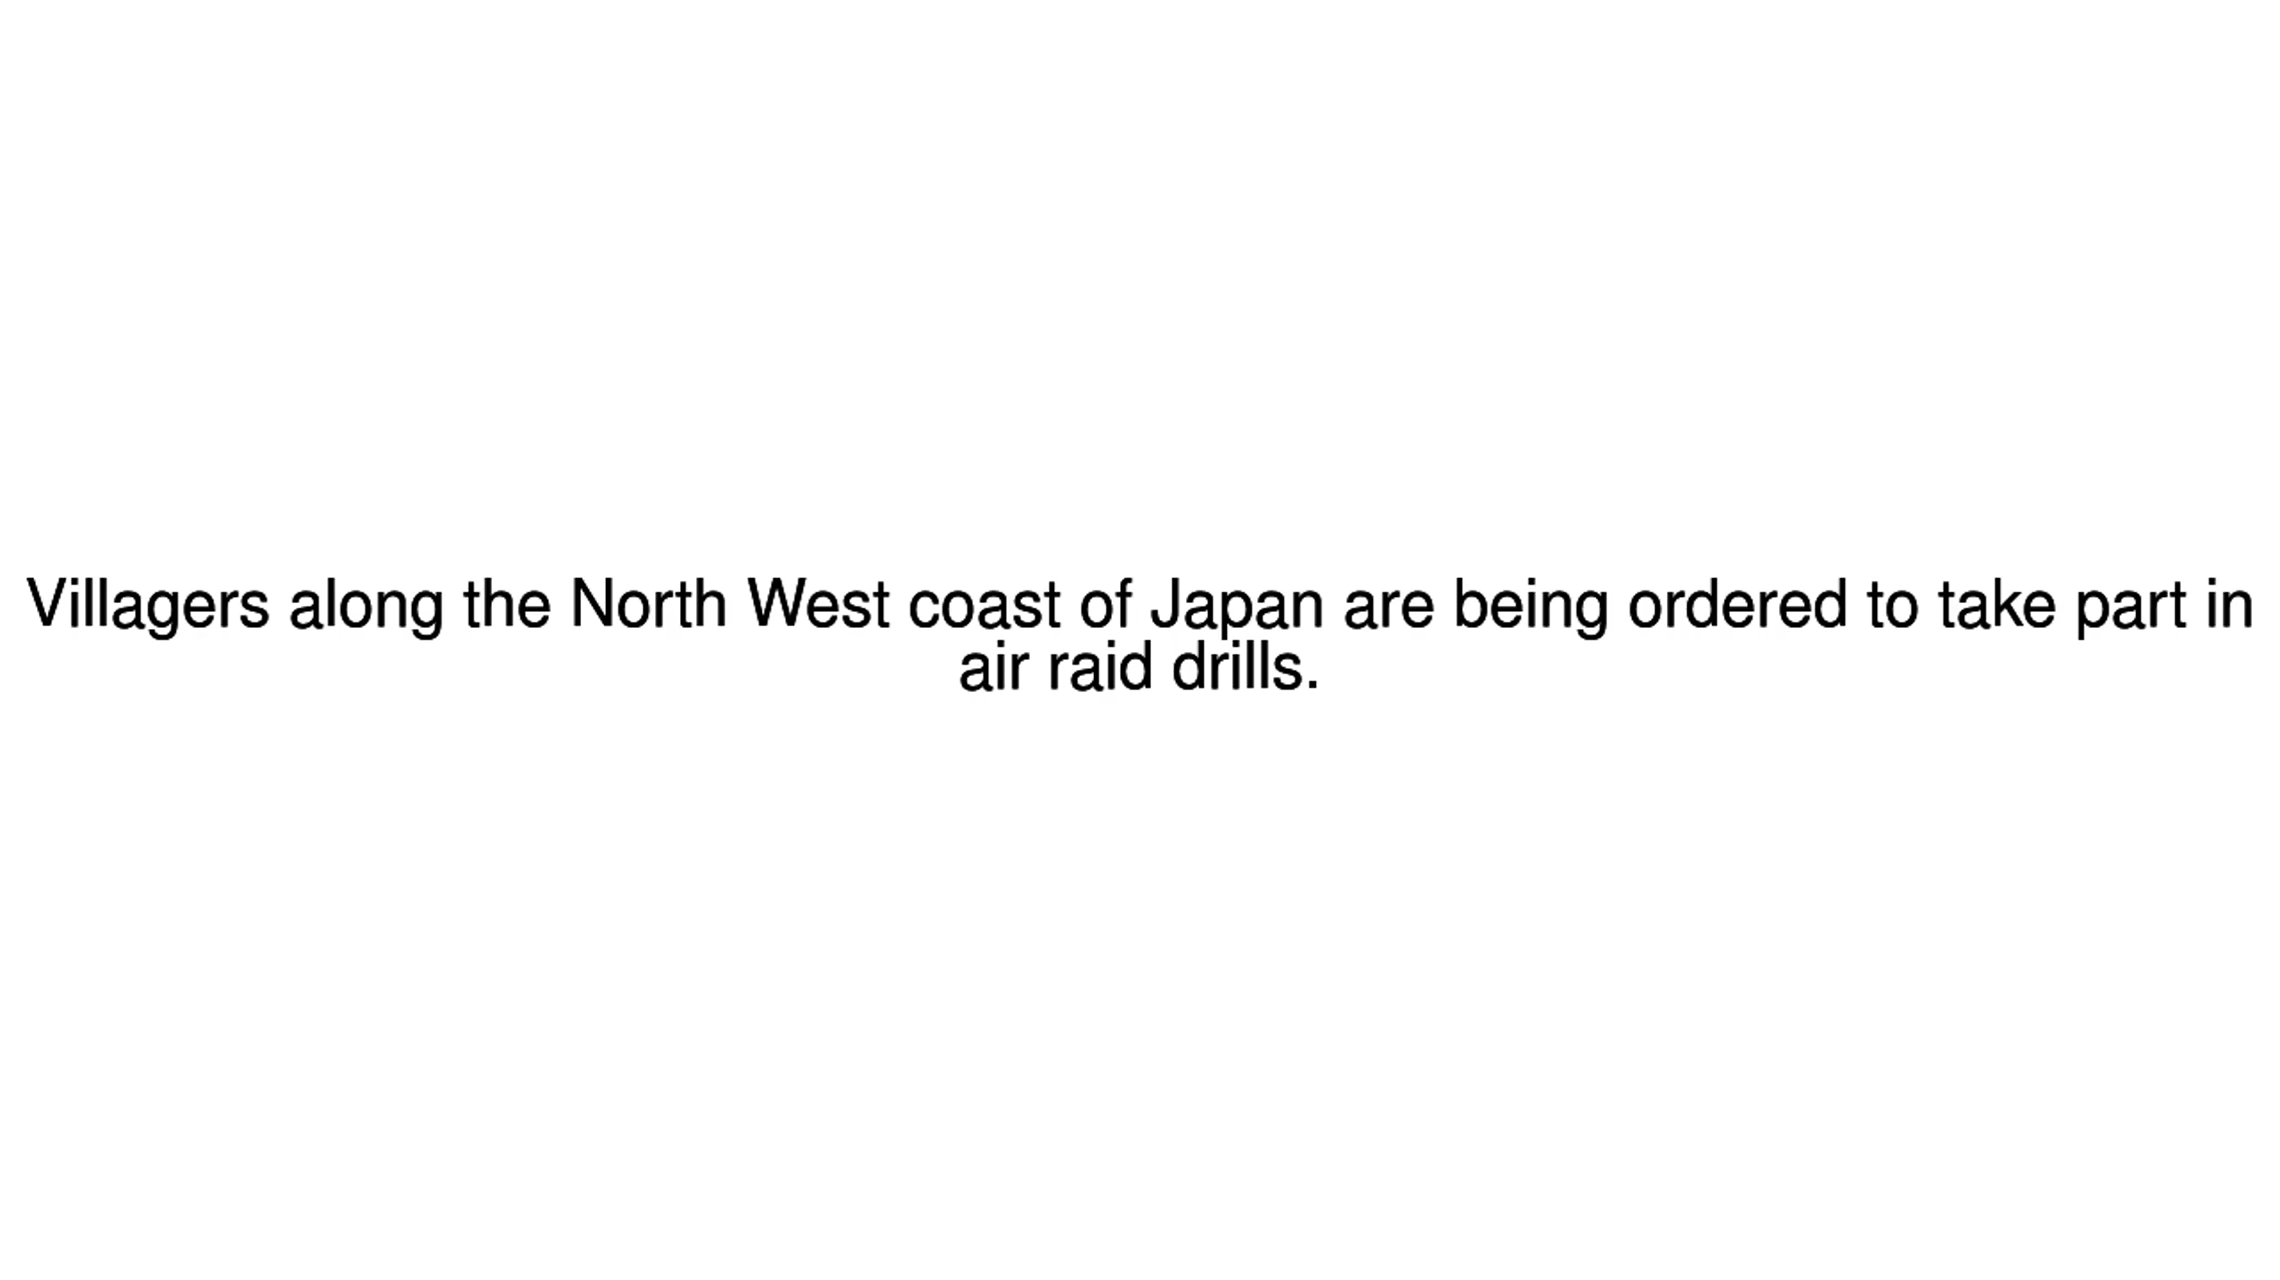 Villagers along the North West coast of Japan are being ordered to take part in
air raid drills.